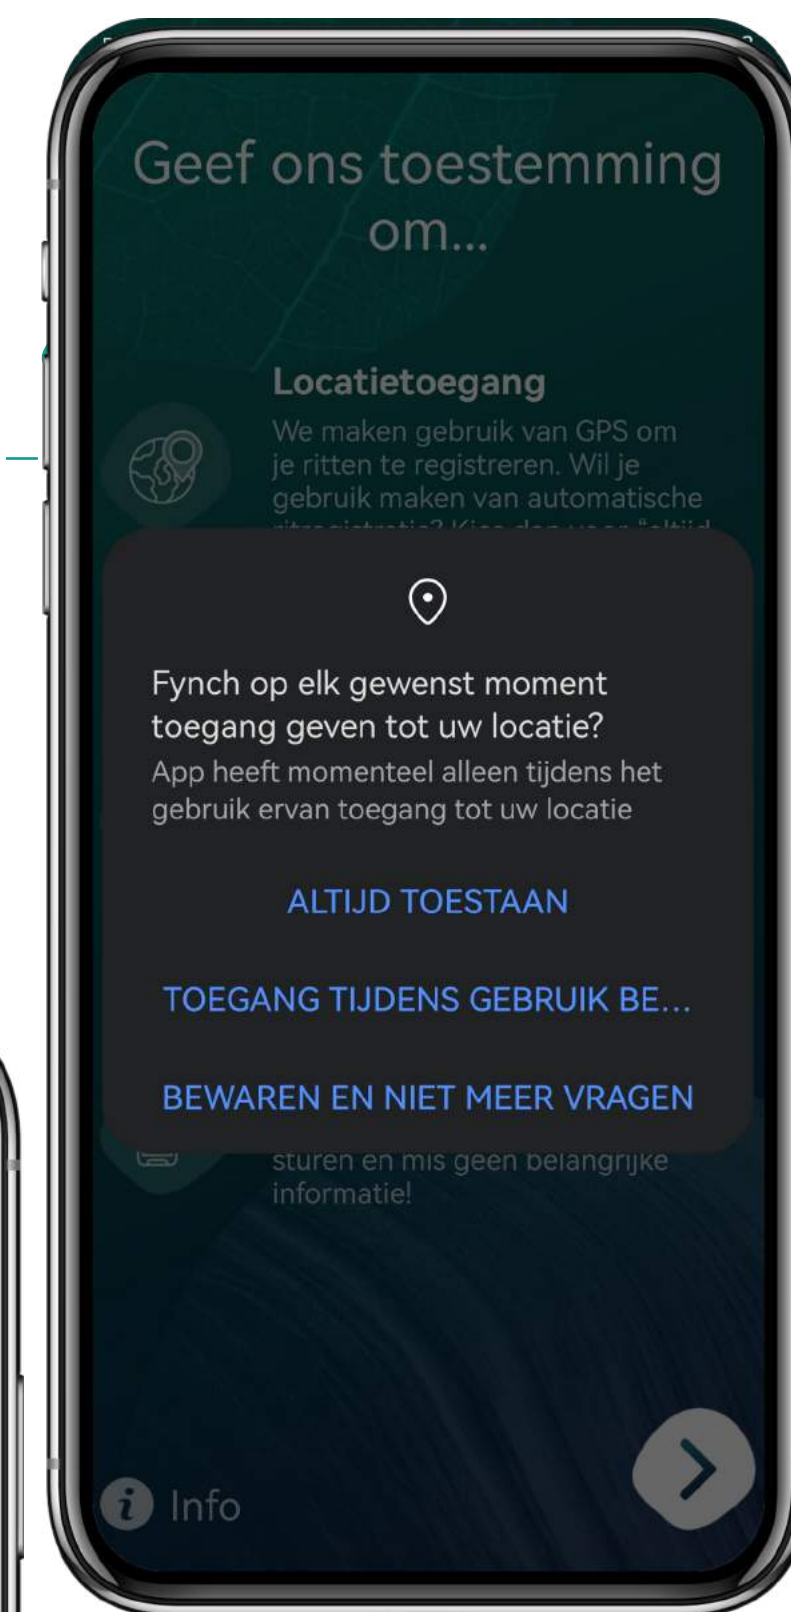 Geef ons toestemming
om...
Locatietoegang
We maken gebruik van GPS om
je ritten te registreren. Wil je
gebruik maken van automatische
Fynch op elk gewenst moment
toegang geven tot uw locatie?
App heeft momenteel alleen tijdens het
gebruik ervan toegang tot uw locatie
ALTIJD TOESTAAN
TOEGANG TIJDENS GEBRUIK BE...
BEWAREN EN NIET MEER VRAGEN
sturen en mis geen belangrijke
informatie!
Info